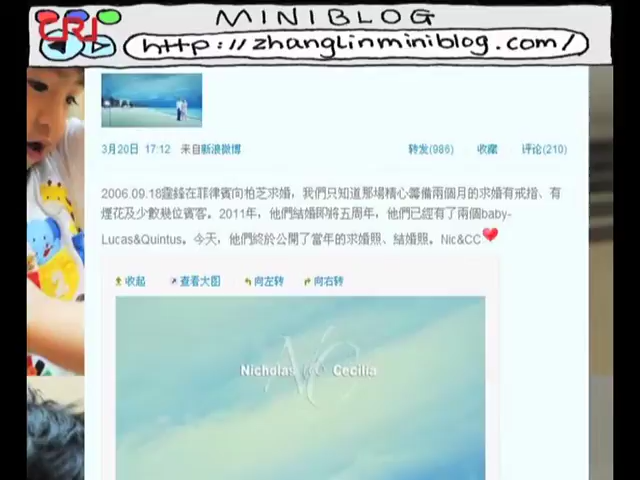 MINIBLOG
CRI
http://zhanglinminiblog.com/
3月20日 17:12 来自新浪微博 转发(986) 收藏 评论(210)
2006.09.18霆鋒在菲律賓向柏芝求婚，我們只知道那場精心籌備兩個月的求婚有戒指、有
煙花及少數幾位賓客。2011年，他們結婚即將五周年，他們已經有了兩個baby-
Lucas&Quintus。今天，他們終於公開了當年的求婚照、結婚照。Nic&CC
收起 查看大图 向左转 向右转
Nicholas @ Cecilia